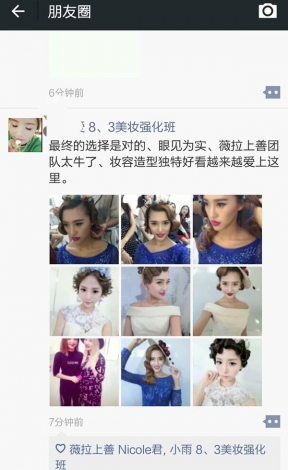 朋友圈
6分钟前
8、3美妆强化班
最终的选择是对的、眼见为实、薇拉上善团
队太牛了、妆容造型独特好看越来越爱上这
里。
7分钟前
薇拉上善 Nicole君, 小雨 8、3美妆强化
班